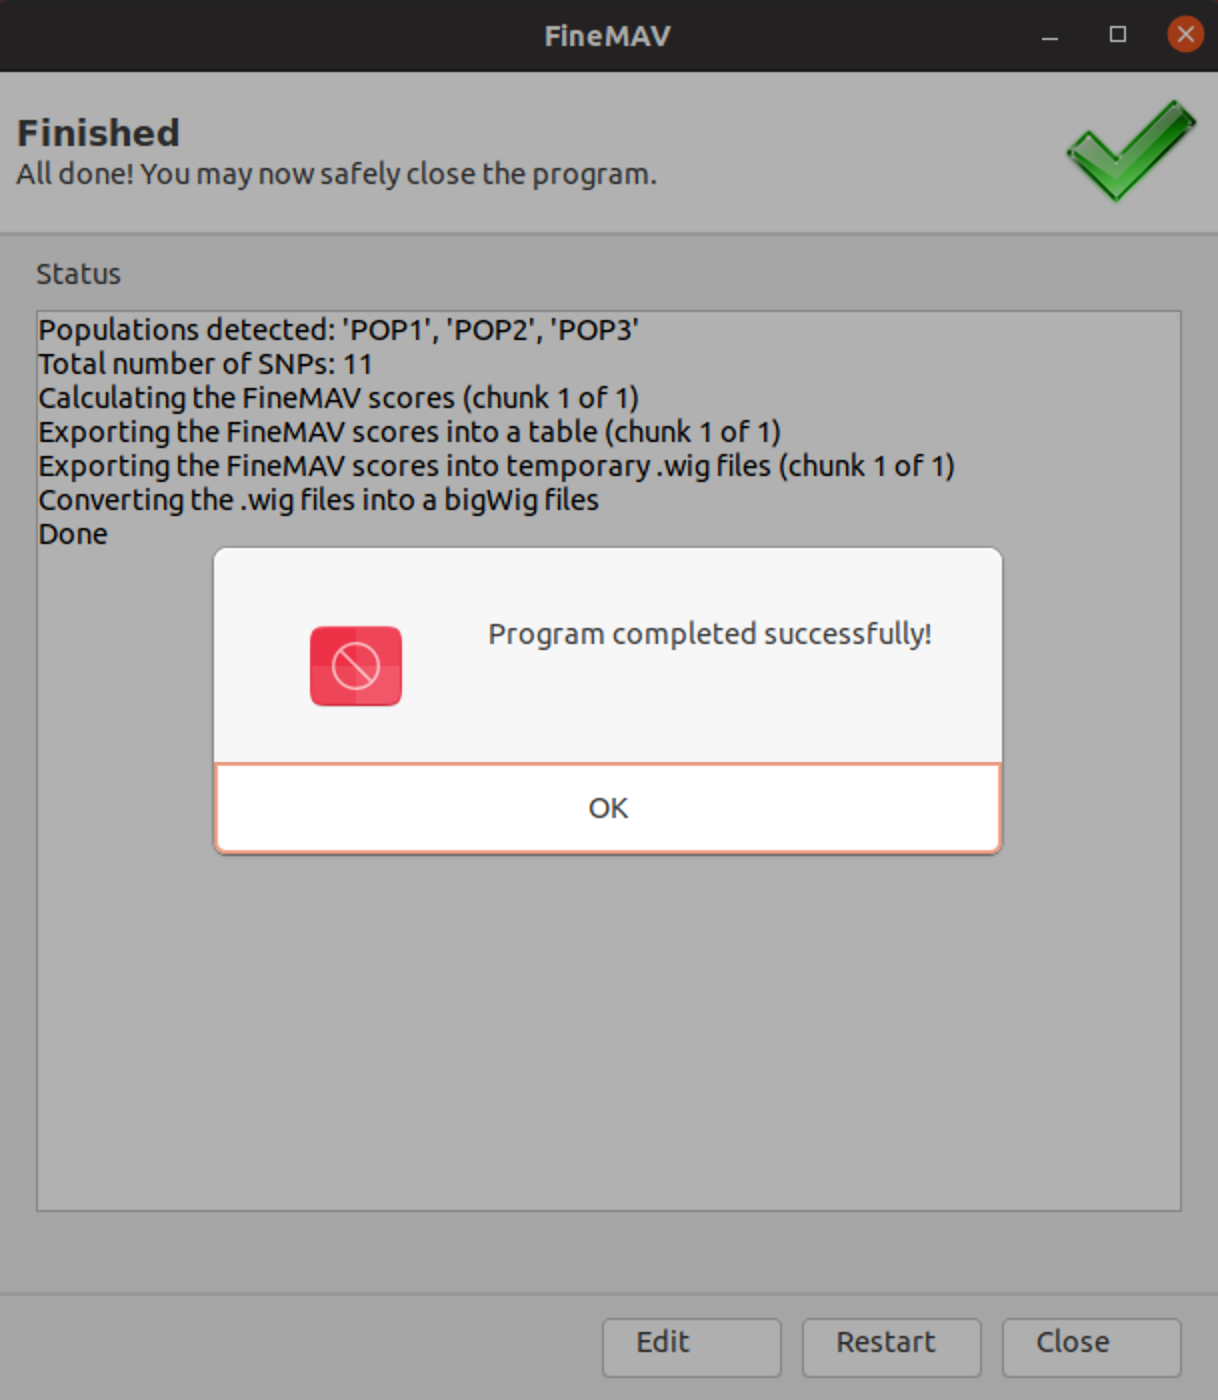 FineMAV
Finished
All done! You may now safely close the program.
Status
Populations detected: 'POP1', 'POP2', 'POP3'
Total number of SNPs: 11
Calculating the FineMAV scores (chunk 1 of 1)
Exporting the FineMAV scores into a table (chunk 1 of 1)
Exporting the FineMAV scores into temporary .wig files (chunk 1 of 1)
Converting the .wig files into a bigWig files
Done
Program completed successfully!
OK
Edit
Restart
Close